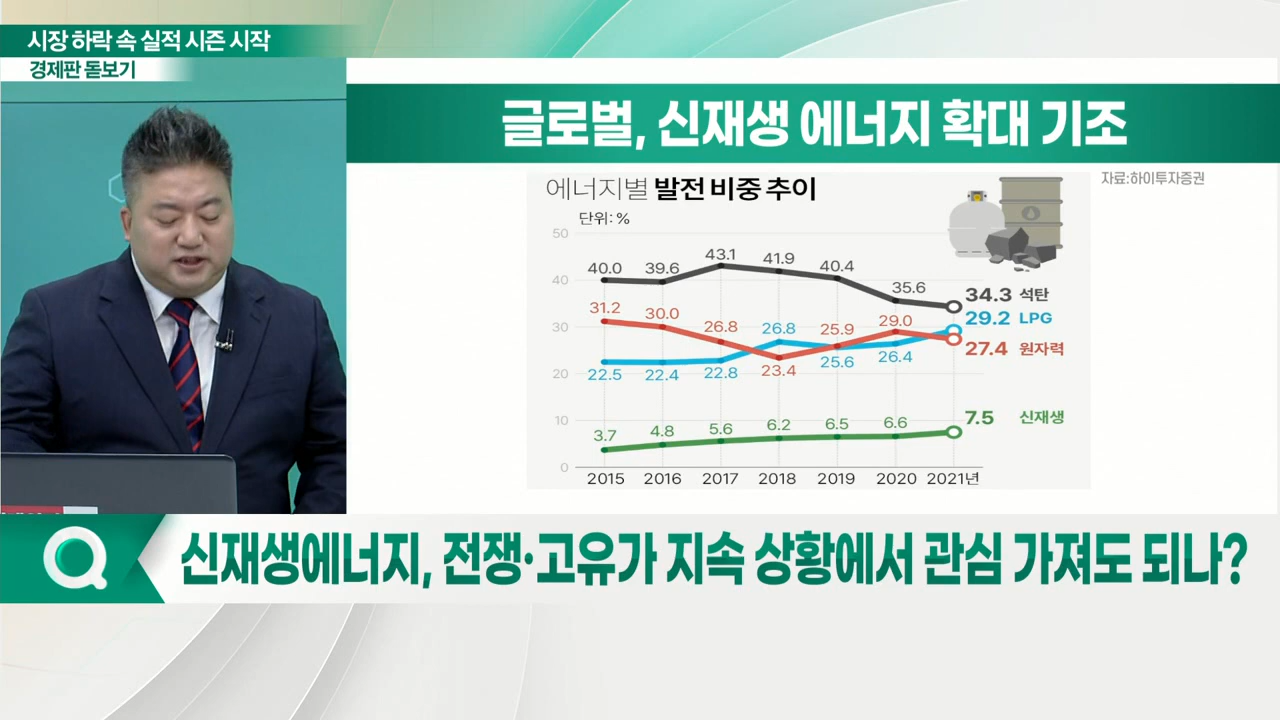 시장 하락 속 실적 시즌 시작
경제판 돋보기
글로벌, 신재생 에너지 확대 기조
자료:하이투자증권
에너지별 발전 비중 추이
단위: %
50
40
30
20
10
0
40.0 39.6 43.1 41.9 40.4 35.6 34.3 석탄
31.2 30.0 26.8 23.4 25.9 29.0 27.4 원자력
22.5 22.4 22.8 26.8 25.6 26.4 29.2 LPG
3.7 4.8 5.6 6.2 6.5 6.6 7.5 신재생
2015 2016 2017 2018 2019 2020 2021년
Q 신재생에너지, 전쟁·고유가 지속 상황에서 관심 가져도 되나?